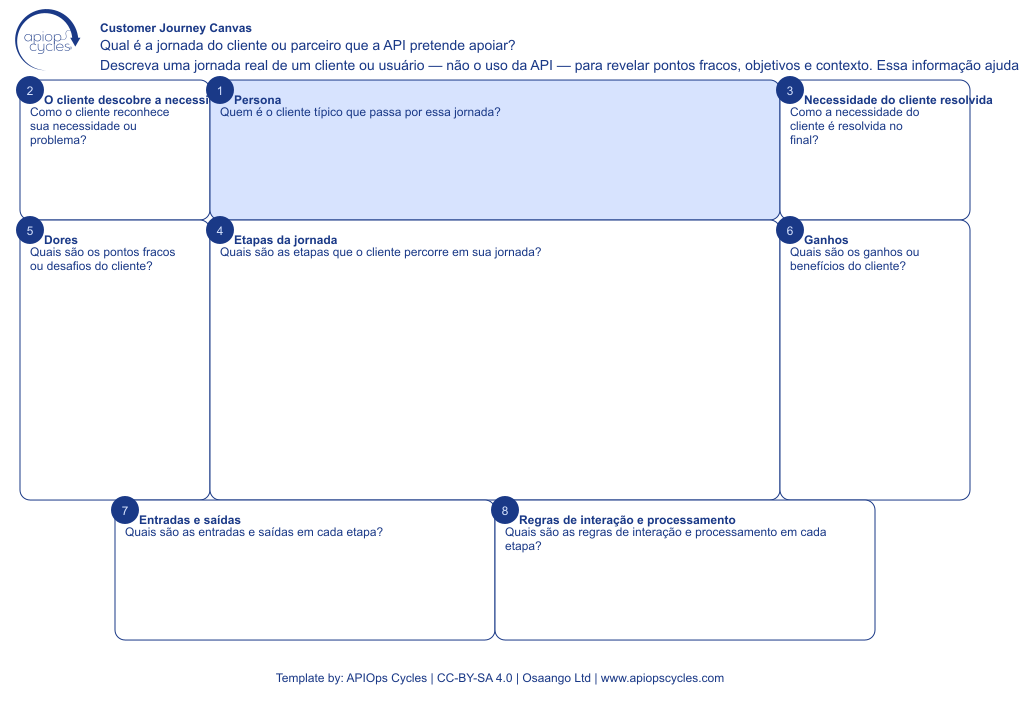 apiop
cycles
Customer Journey Canvas
Qual é a jornada do cliente ou parceiro que a API pretende apoiar?
Descreva uma jornada real de um cliente ou usuário — não o uso da API — para revelar pontos fracos, objetivos e contexto. Essa informação ajuda
2
O cliente descobre a necessi
Como o cliente reconhece
sua necessidade ou
problema?
1
Persona
Quem é o cliente típico que passa por essa jornada?
3
Necessidade do cliente resolvida
Como a necessidade do
cliente é resolvida no
final?
5
Dores
Quais são os pontos fracos
ou desafios do cliente?
4
Etapas da jornada
Quais são as etapas que o cliente percorre em sua jornada?
6
Ganhos
Quais são os ganhos ou
benefícios do cliente?
7
Entradas e saídas
Quais são as entradas e saídas em cada etapa?
8
Regras de interação e processamento
Quais são as regras de interação e processamento em cada
etapa?
Template by: APIOps Cycles | CC-BY-SA 4.0 | Osaango Ltd | www.apiopscycles.com